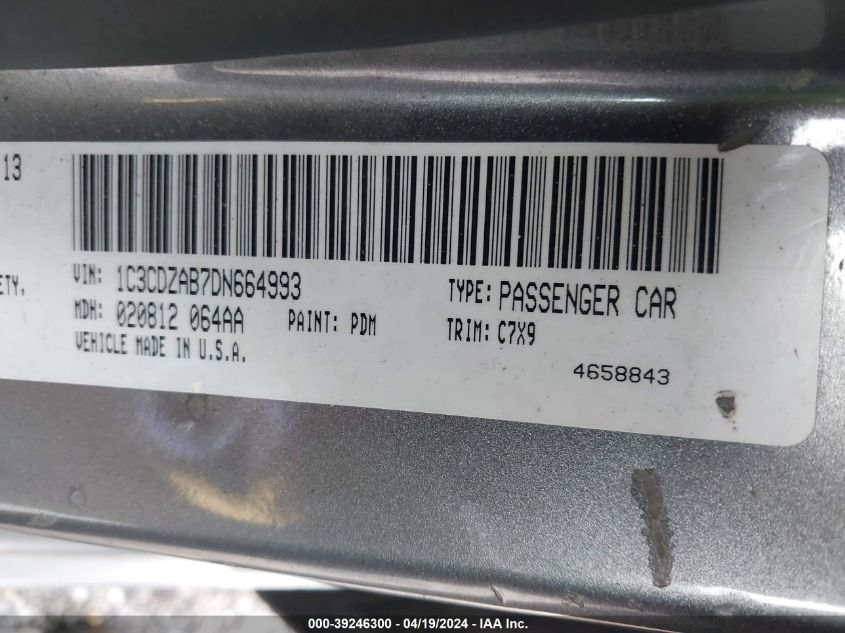 13
ETY,
VIN: 1C3CDZAB7DN664993
TYPE: PASSENGER CAR
MDH: 020812 064AA
PAINT: PDM
TRIM: C7X9
VEHICLE MADE IN U.S.A.
4658843
000-39246300 - 04/19/2024 - IAA Inc.